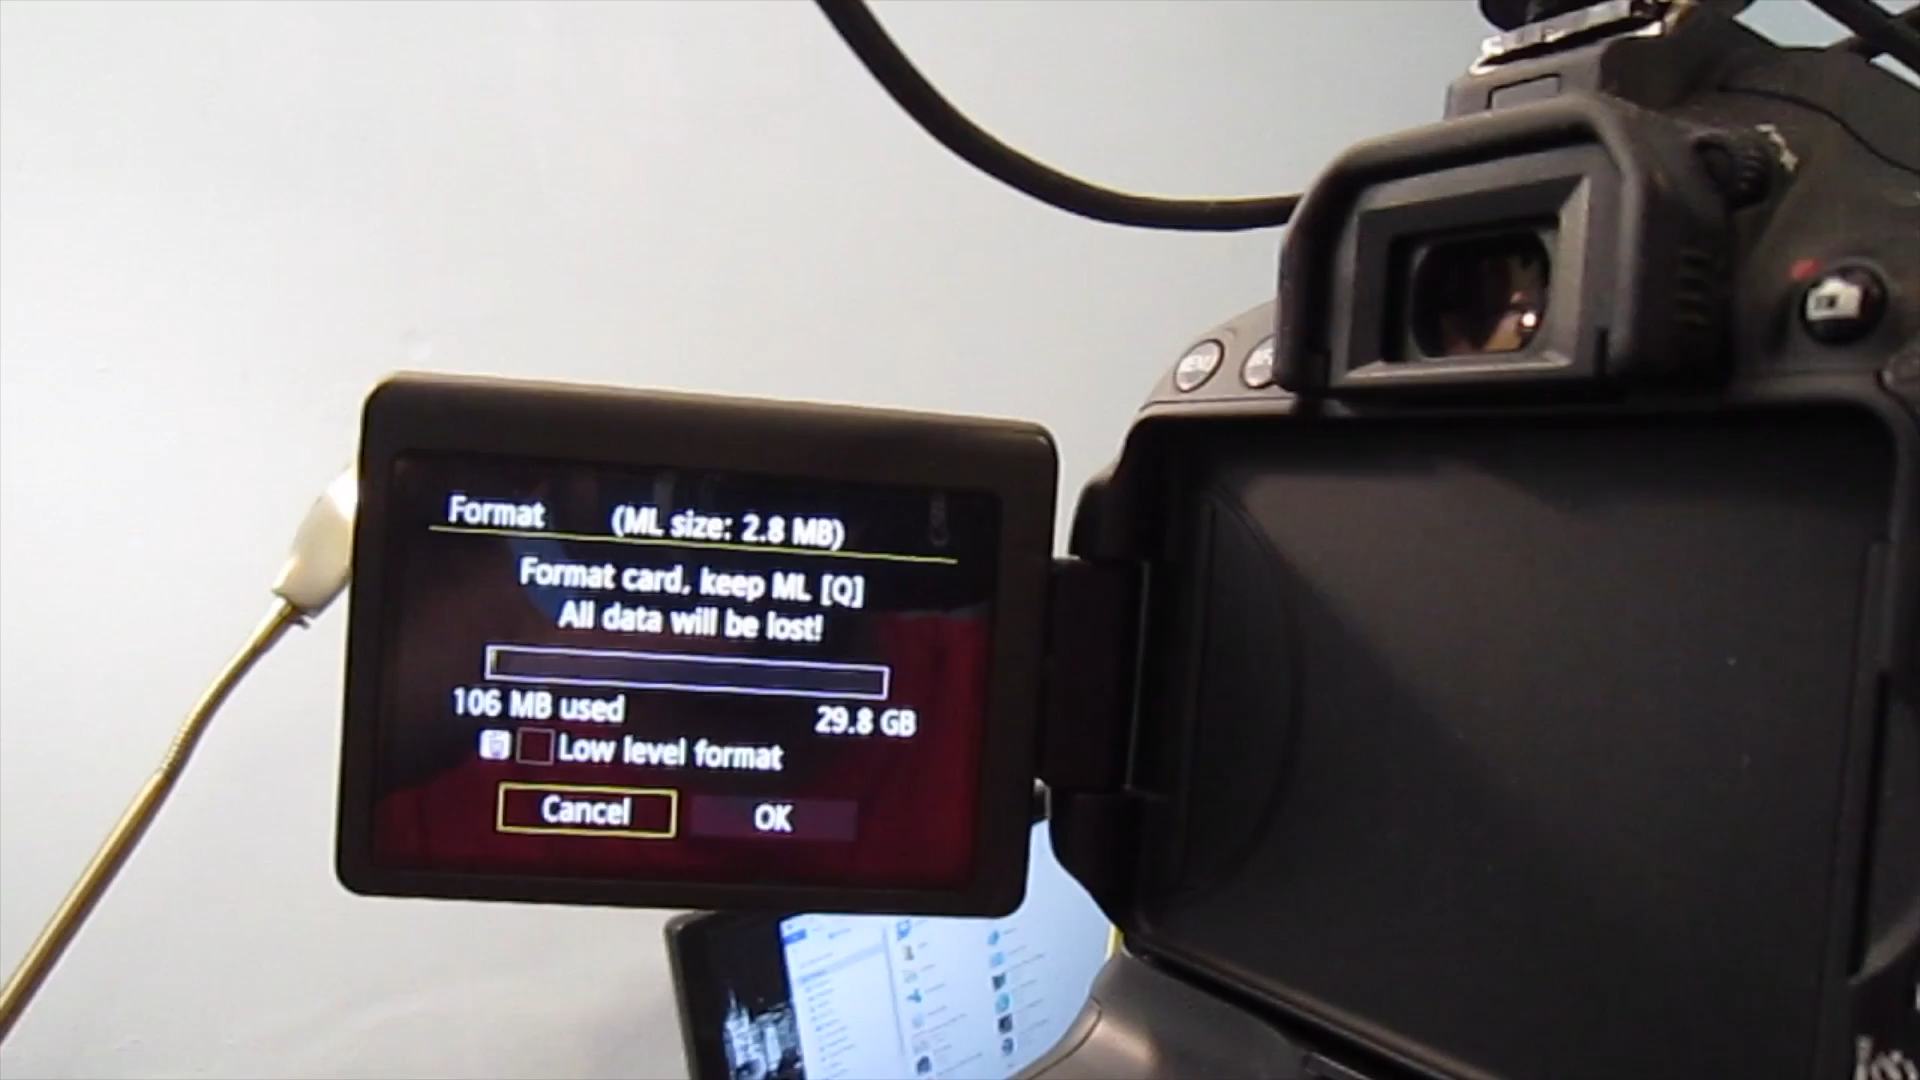 MENU
Format (ML size: 2.8 MB)
Format card, keep ML [Q]
All data will be lost!
106 MB used 29.8 GB
Low level format
Cancel OK